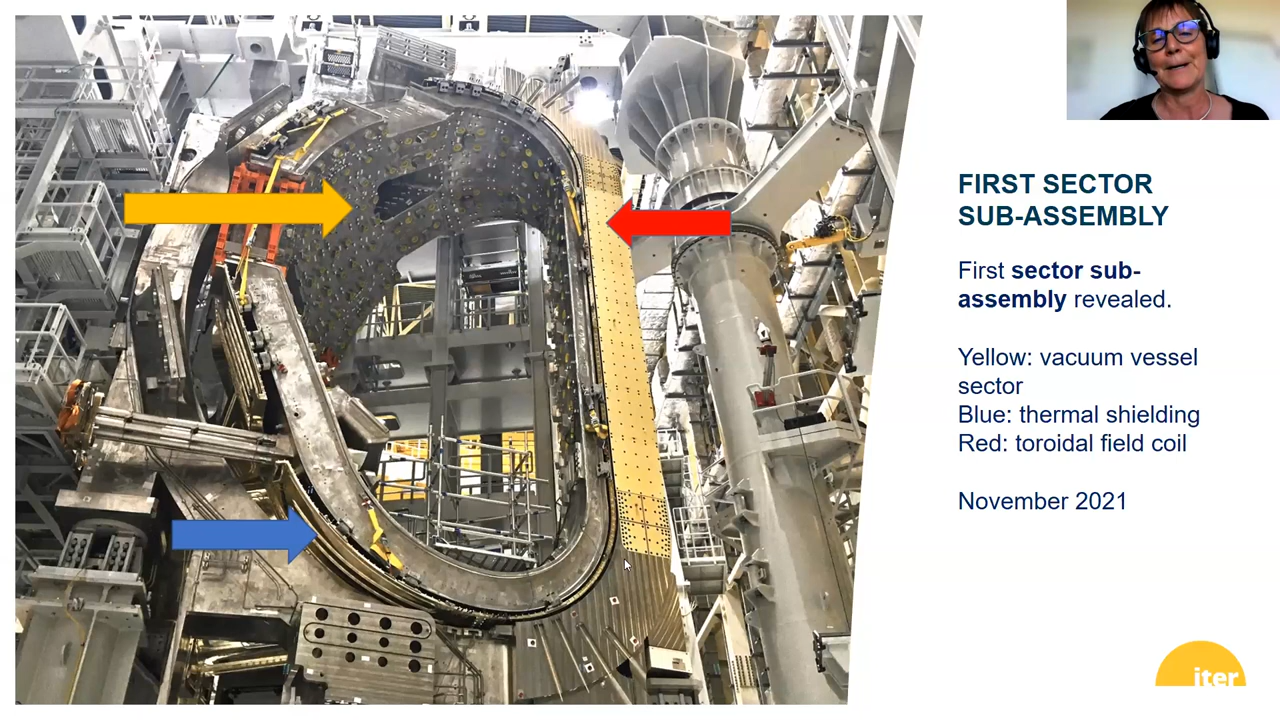 FIRST SECTOR
SUB-ASSEMBLY
First sector sub-
assembly revealed.
Yellow: vacuum vessel
sector
Blue: thermal shielding
Red: toroidal field coil
November 2021
iter